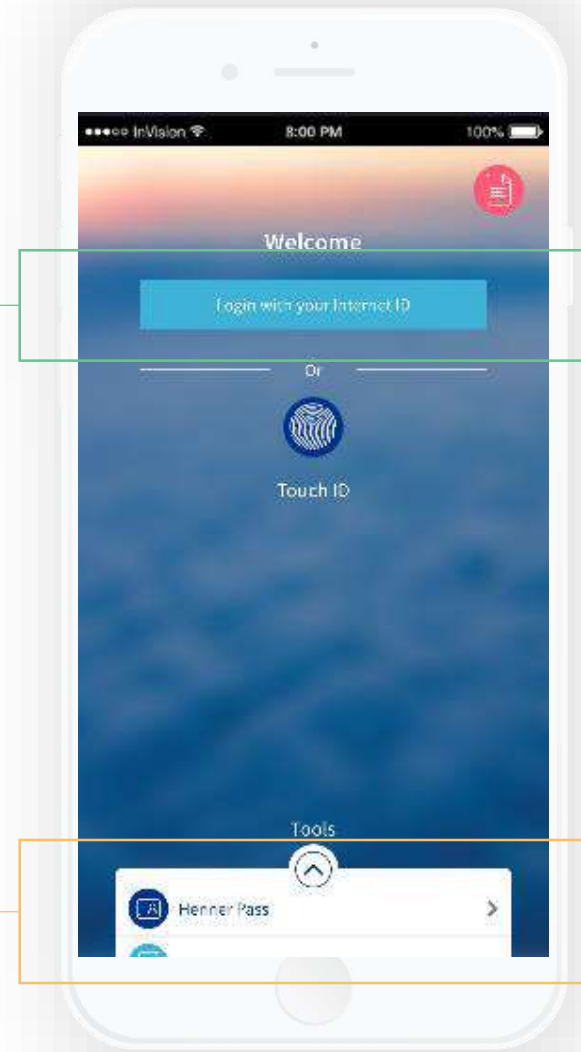 InVision 8:00 PM 100%
Welcome
Login with your Internet ID
Or
Touch ID
Tools
Henner Pass